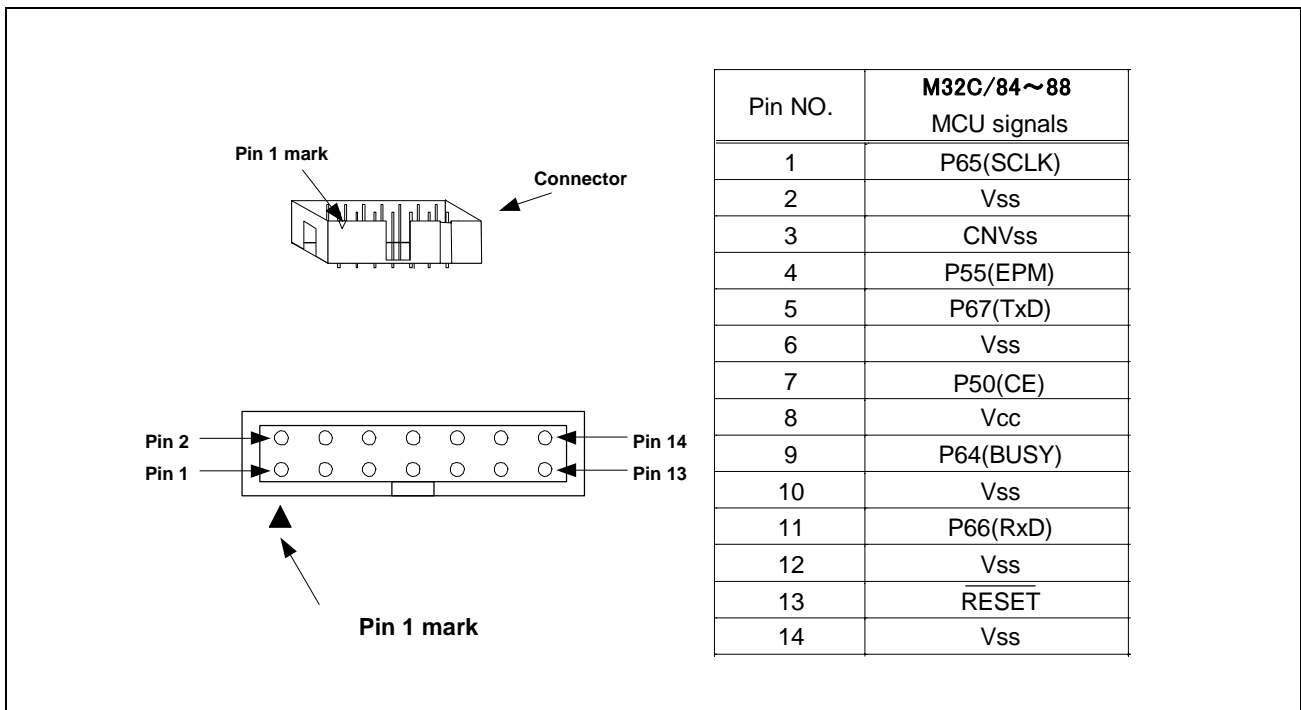 Pin 1 mark
Connector
Pin 2
Pin 14
Pin 1
Pin 13
Pin 1 mark
Pin NO. M32C/84～88
MCU signals
1 P65(SCLK)
2 Vss
3 CNVss
4 P55(EPM)
5 P67(TxD)
6 Vss
7 P50(CE)
8 Vcc
9 P64(BUSY)
10 Vss
11 P66(RxD)
12 Vss
13 R̅E̅S̅E̅T̅
14 Vss